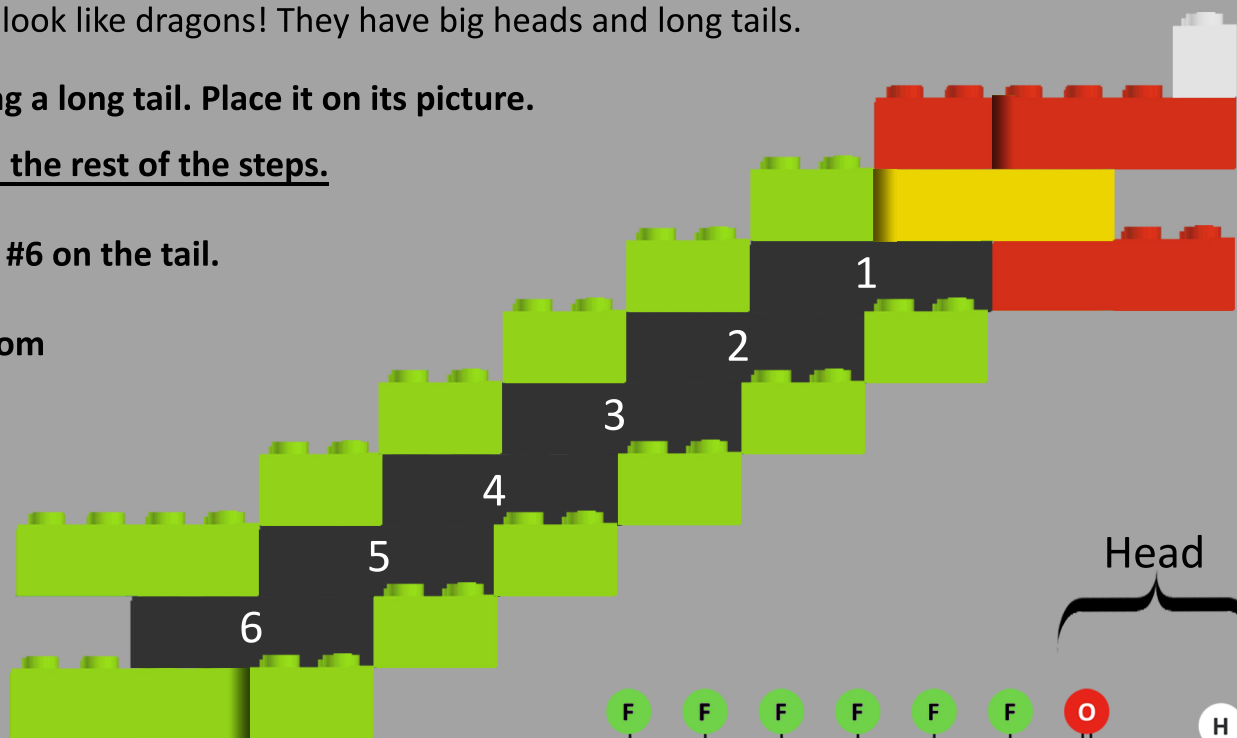 look like dragons! They have big heads and long tails.
a long tail. Place it on its picture.
the rest of the steps.
#6 on the tail.
1
2
3
4
5
Head
6
F F F F F F O H